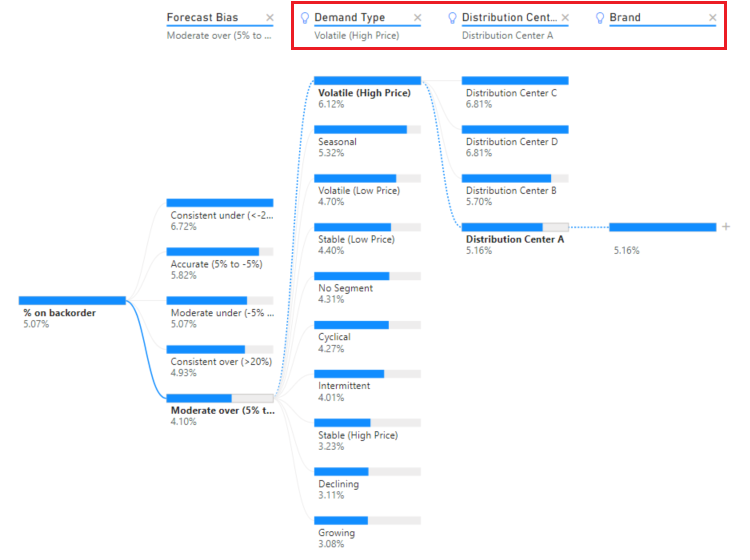 Forecast Bias
Moderate over (5% to ...
Demand Type
Volatile (High Price)
Distribution Cent...
Distribution Center A
Brand
% on backorder
5.07%
Consistent under (<-2...
6.72%
Accurate (5% to -5%)
5.82%
Moderate under (-5% ...
5.07%
Consistent over (>20%)
4.93%
Moderate over (5% t...
4.10%
Volatile (High Price)
6.12%
Seasonal
5.32%
Volatile (Low Price)
4.70%
Stable (Low Price)
4.40%
No Segment
4.31%
Cyclical
4.27%
Intermittent
4.01%
Stable (High Price)
3.23%
Declining
3.11%
Growing
3.08%
Distribution Center C
6.81%
Distribution Center D
6.81%
Distribution Center B
5.70%
Distribution Center A
5.16%
5.16%